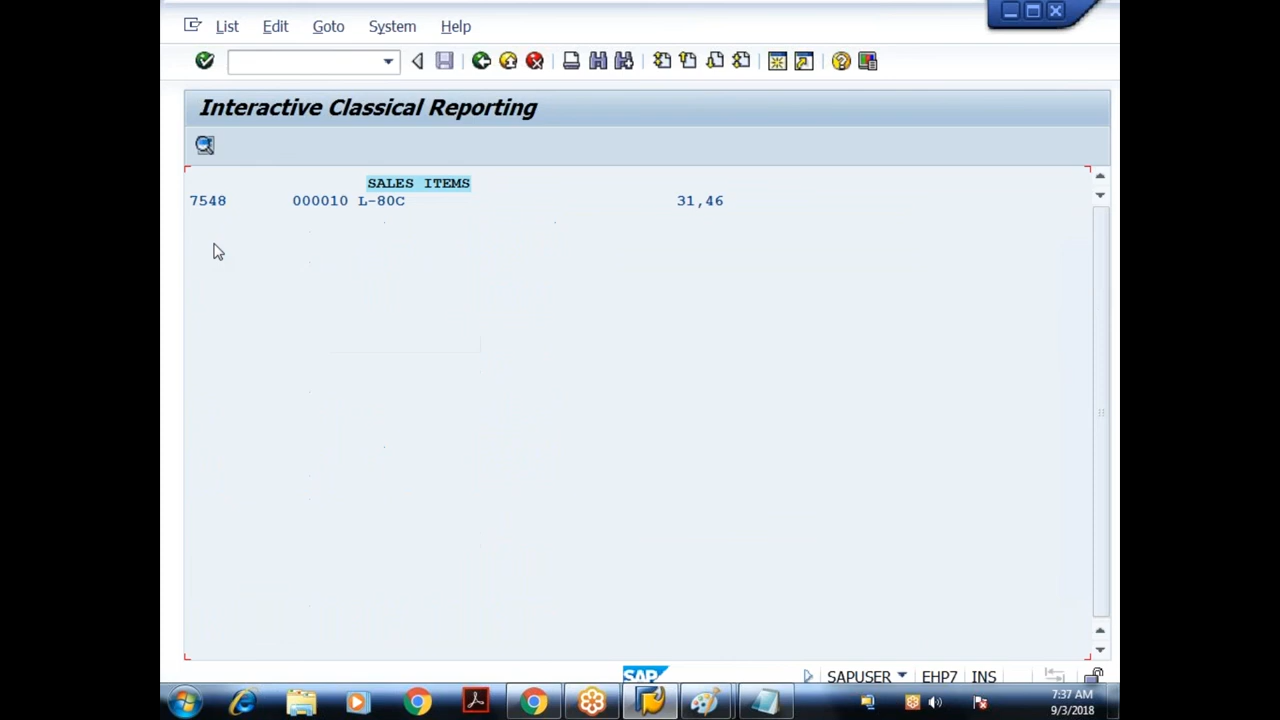 List Edit Goto System Help
Interactive Classical Reporting
SALES ITEMS
7548 000010 L-80C 31,46
SAP
SAPUSER EHP7 INS
7:37 AM
9/3/2018